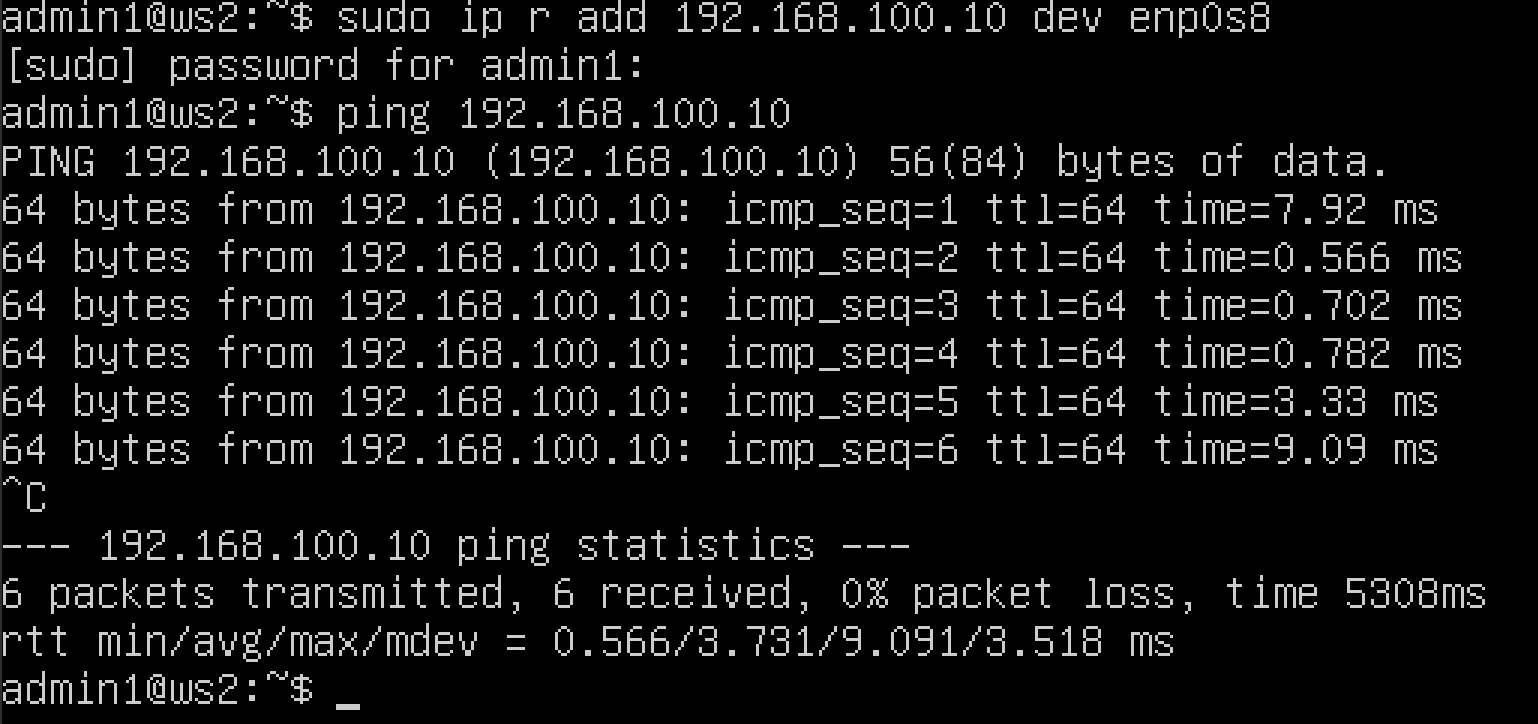 admin1@ws2:~$ sudo ip r add 192.168.100.10 dev enp0s8
[sudo] password for admin1:
admin1@ws2:~$ ping 192.168.100.10
PING 192.168.100.10 (192.168.100.10) 56(84) bytes of data.
64 bytes from 192.168.100.10: icmp_seq=1 ttl=64 time=7.92 ms
64 bytes from 192.168.100.10: icmp_seq=2 ttl=64 time=0.566 ms
64 bytes from 192.168.100.10: icmp_seq=3 ttl=64 time=0.702 ms
64 bytes from 192.168.100.10: icmp_seq=4 ttl=64 time=0.782 ms
64 bytes from 192.168.100.10: icmp_seq=5 ttl=64 time=3.33 ms
64 bytes from 192.168.100.10: icmp_seq=6 ttl=64 time=9.09 ms
^C
--- 192.168.100.10 ping statistics ---
6 packets transmitted, 6 received, 0% packet loss, time 5308ms
rtt min/avg/max/mdev = 0.566/3.731/9.091/3.518 ms
admin1@ws2:~$ _